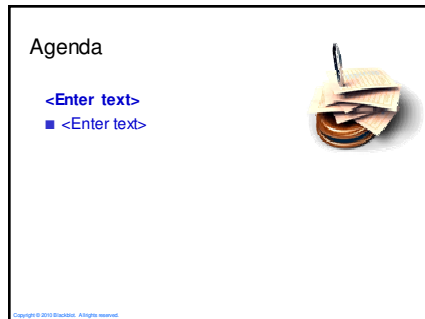 Agenda
<Enter text>
■ <Enter text>
Copyright © 2010 Blackblot. All rights reserved.